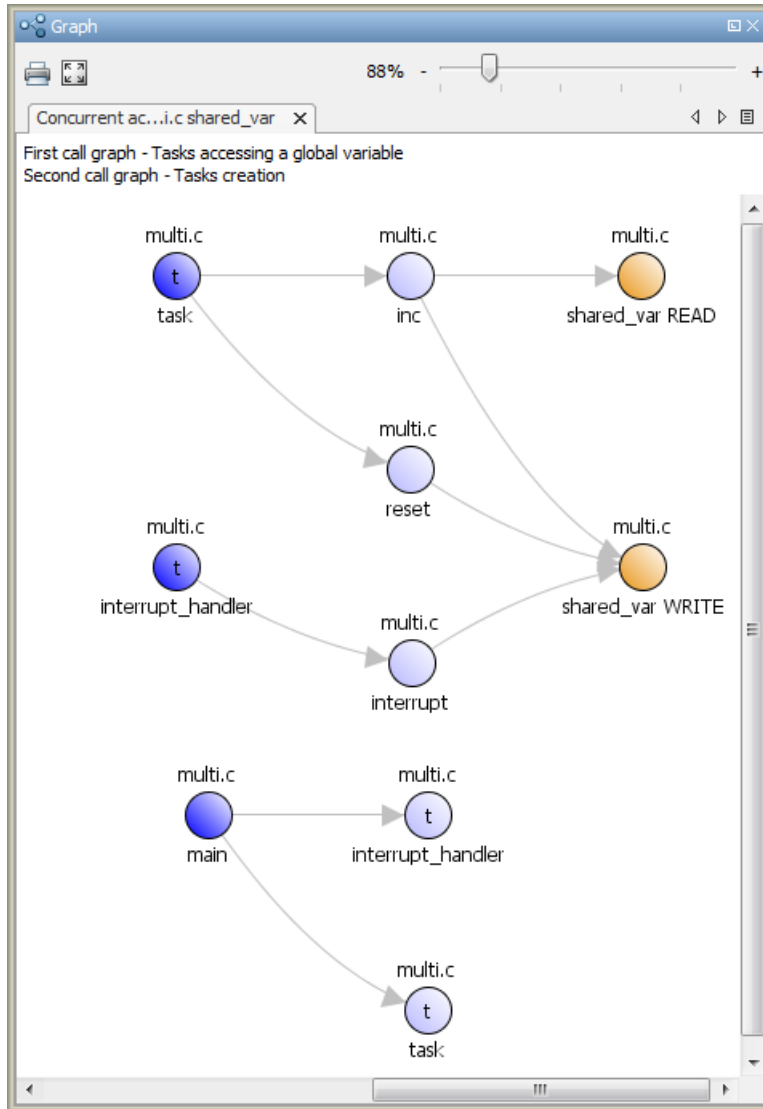 Graph
88% - +
Concurrent ac...i.c shared_var X
First call graph - Tasks accessing a global variable
Second call graph - Tasks creation
multi.c multi.c multi.c
t
task inc shared_var READ
multi.c
reset
multi.c multi.c
t
interrupt_handler shared_var WRITE
multi.c
interrupt
multi.c multi.c
t
main interrupt_handler
multi.c
t
task